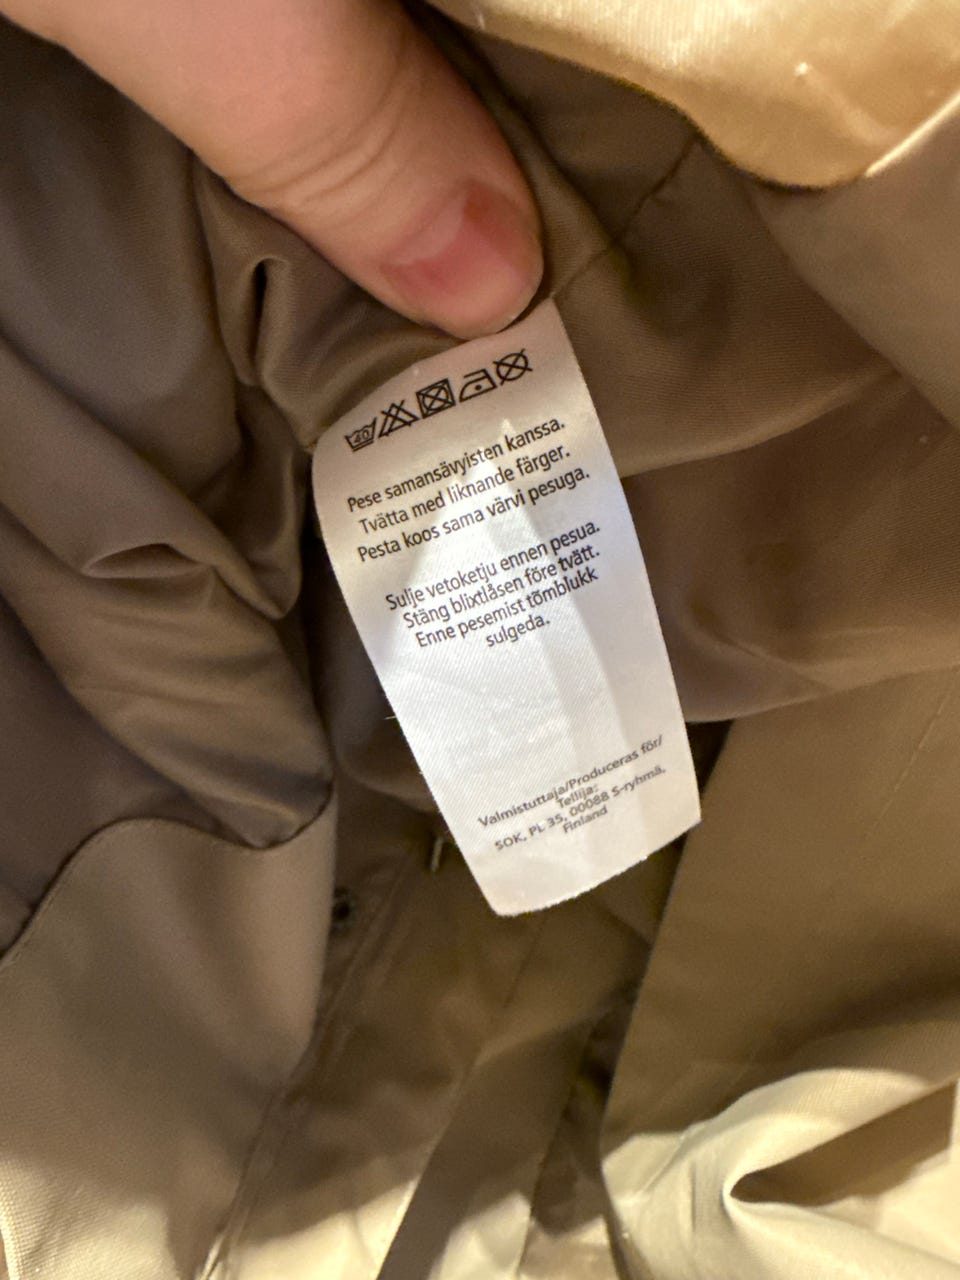 40
Pese samansävyisten kanssa.
Tvätta med liknande färger.
Pesta koos sama värvi pesuga.
Sulje vetoketju ennen pesua.
Stäng blixtlåsen före tvätt.
Enne pesemist tõmblukk
sulgeda.
Valmistuttaja/Produceras för/
Tellija:
SOK, PL 35, 00088 S-ryhmä,
Finland